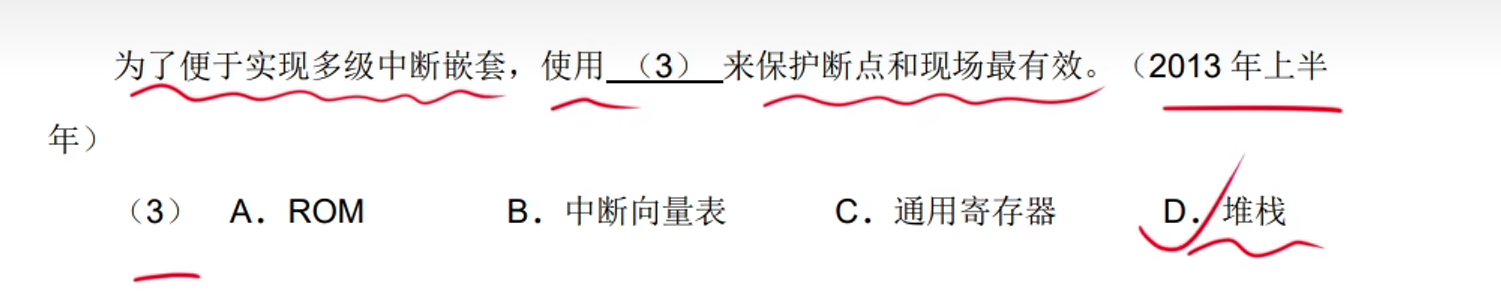 为了便于实现多级中断嵌套，使用（3）来保护断点和现场最有效。（2013 年上半
年）
（3） A．ROM B．中断向量表 C．通用寄存器 D．堆栈